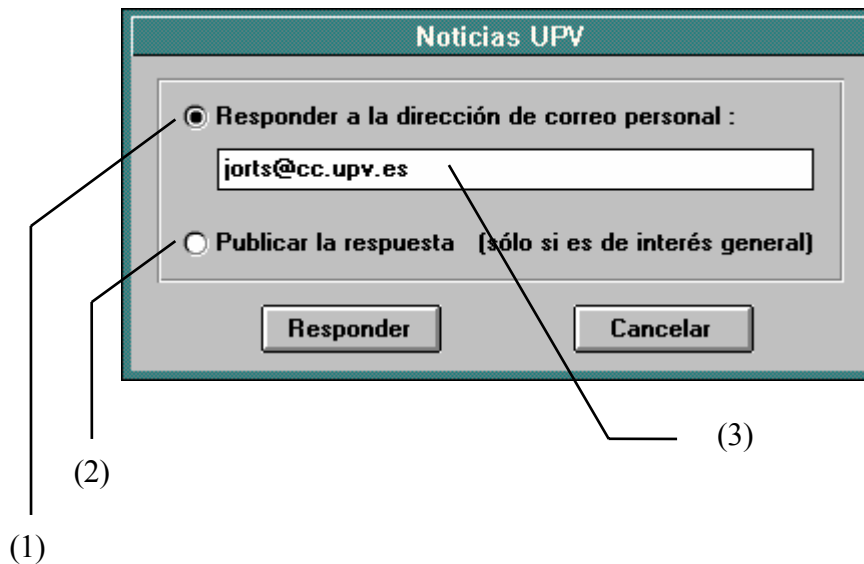 Noticias UPV
Responder a la dirección de correo personal :
jorts@cc.upv.es
Publicar la respuesta (sólo si es de interés general)
Responder Cancelar
(3)
(2)
(1)